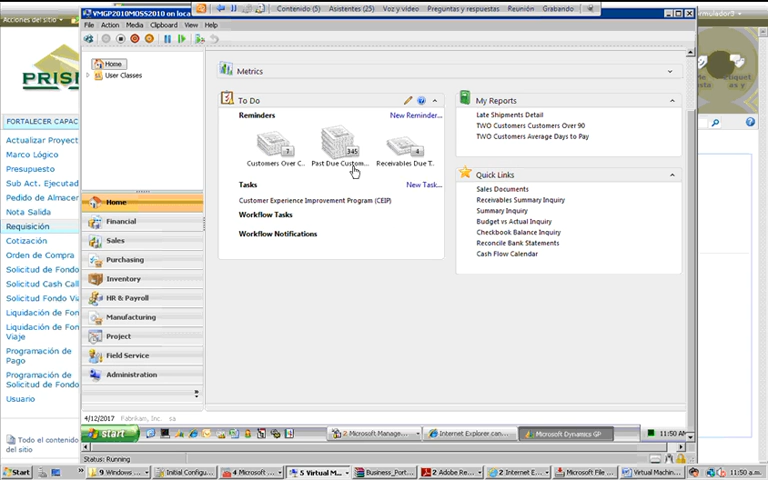 VMGP2010MOSS2010 on loca
Contenido (5) Asistentes (25) Voz y vídeo Preguntas y respuestas Reunión Grabando
Acciones del sitio
File Action Media Clipboard View Help
PRIS
FORTALECER CAPAC
Actualizar Proyect
Marco Lógico
Presupuesto
Sub Act. Ejecutad
Pedido de Almacer
Nota Salida
Requisición
Cotización
Orden de Compra
Solicitud de Fondo
Solicitud Cash Call
Solicitud Fondo Via
Liquidación de Fon
Liquidación de Fon
Viaje
Programación de
Pago
Programación de
Solicitud de Fondo
Usuario
Todo el contenido
del sitio
Home
User Classes
Home
Financial
Sales
Purchasing
Inventory
HR & Payroll
Manufacturing
Project
Field Service
Administration
Metrics
To Do
Reminders
New Reminder...
7
345
4
Customers Over C...
Past Due Custom...
Receivables Due T...
Tasks
New Task...
Customer Experience Improvement Program (CEIP)
Workflow Tasks
Workflow Notifications
My Reports
Late Shipments Detail
TWO Customers Customers Over 90
TWO Customers Average Days to Pay
Quick Links
Sales Documents
Receivables Summary Inquiry
Summary Inquiry
Budget vs Actual Inquiry
Checkbook Balance Inquiry
Reconcile Bank Statements
Cash Flow Calendar
Etiquet
as y
4/12/2017 Fabrikam, Inc. sa
start
2 Microsoft Manage...
Internet Explorer can...
Microsoft Dynamics GP
11:50 AM
Status: Running
Start
9 Windows ...
Initial Configu...
4 Microsoft ...
5 Virtual M...
Business_Port...
2 Adobe Re...
2 Internet E...
Microsoft File ...
Virtual Machin...
11:50 a.m.